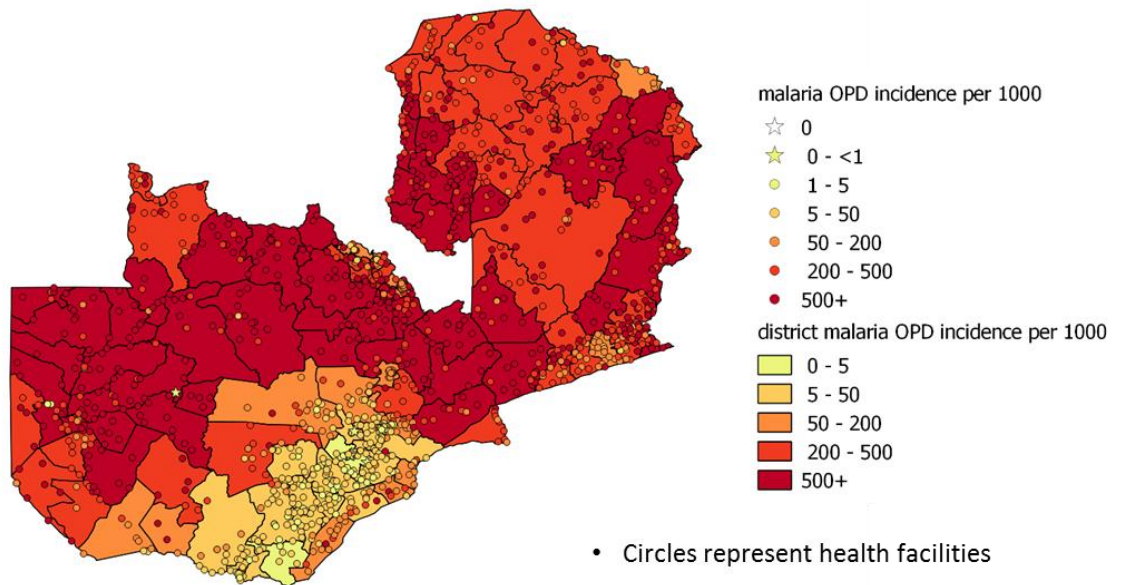 malaria OPD incidence per 1000
0
0 - <1
1 - 5
5 - 50
50 - 200
200 - 500
500+
district malaria OPD incidence per 1000
0 - 5
5 - 50
50 - 200
200 - 500
500+
• Circles represent health facilities